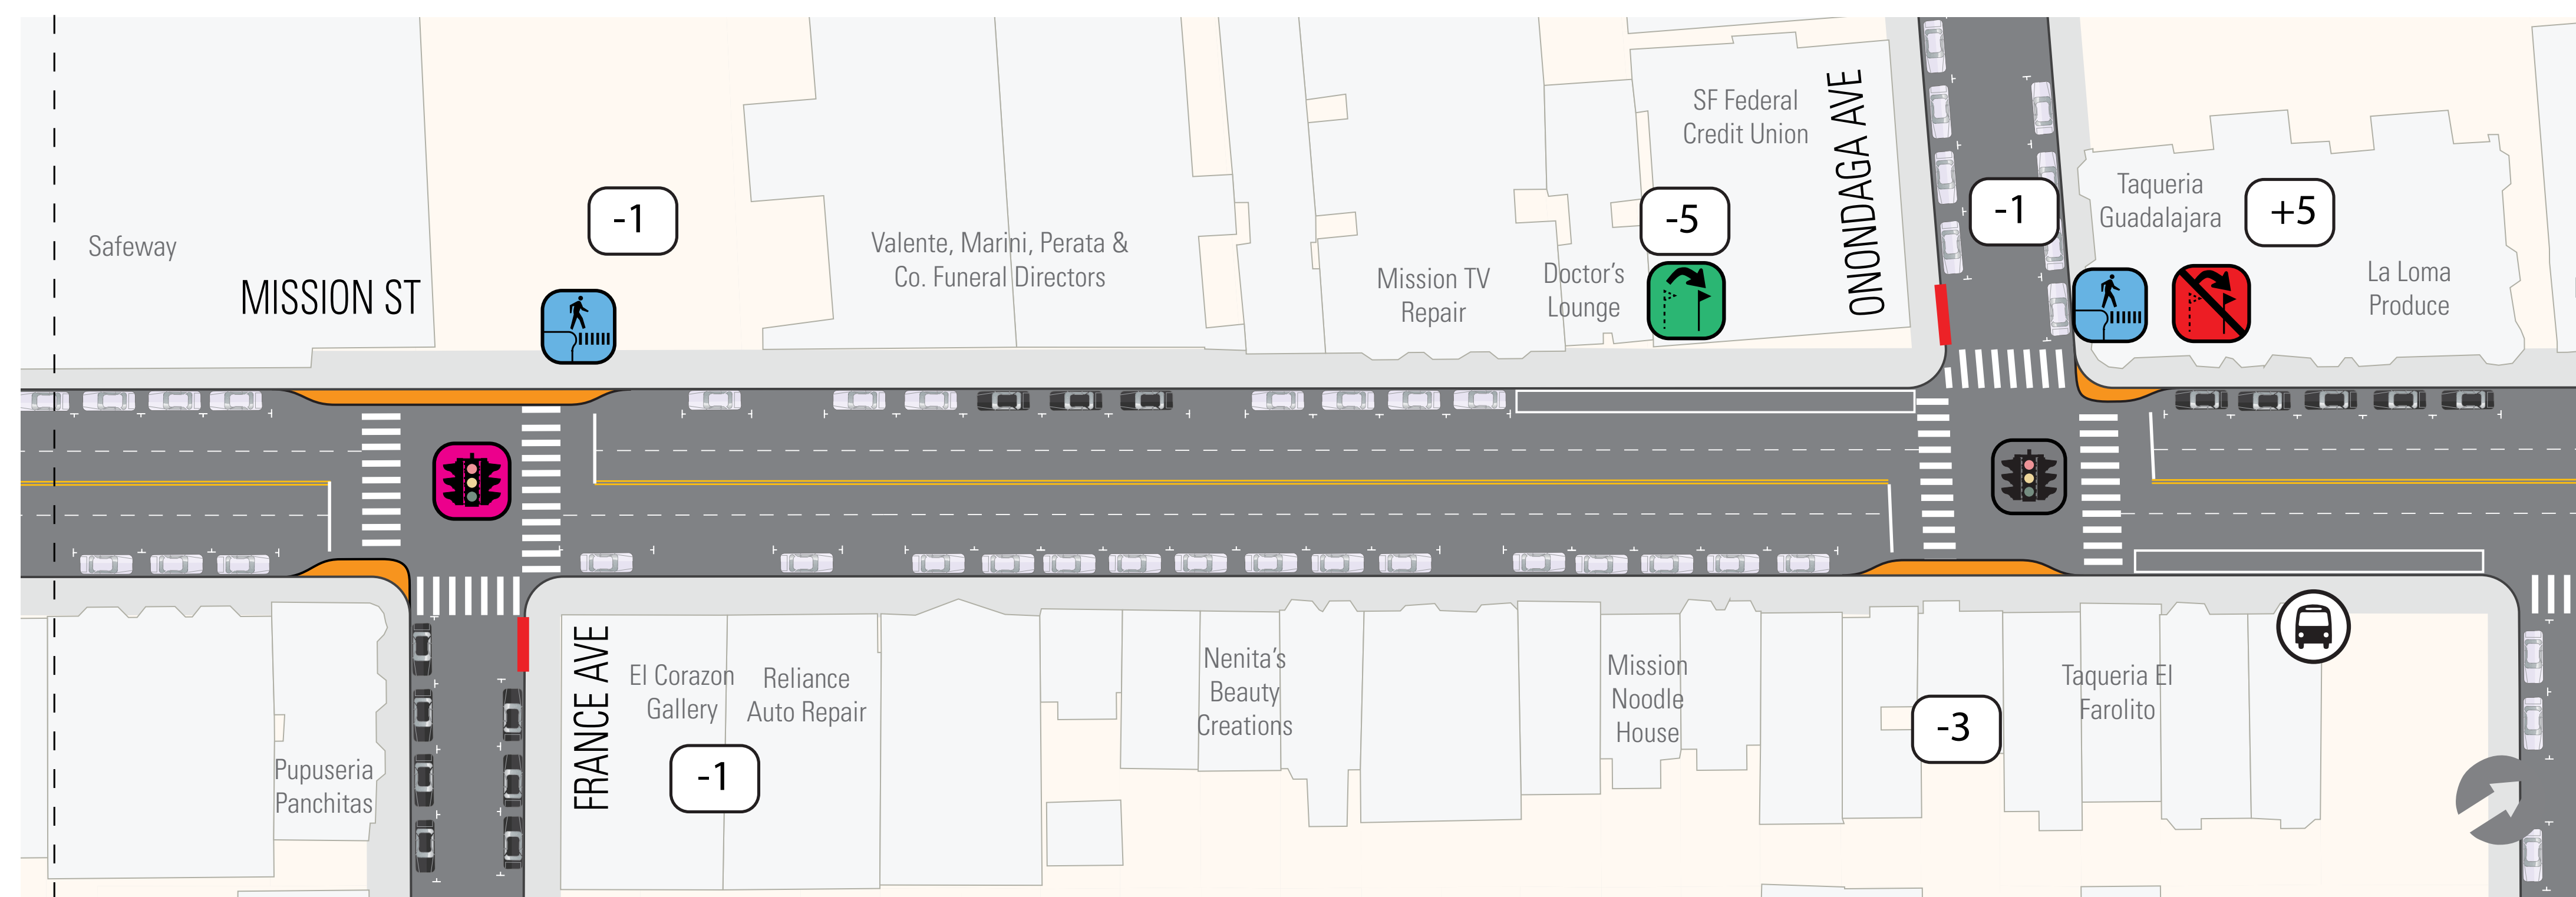 SF Federal
Credit Union
ONONDAGA AVE
Taqueria
Guadalajara
-1
-5
-1
+5
Safeway
MISSION ST
Valente, Marini, Perata &
Co. Funeral Directors
Mission TV
Repair
Doctor's
Lounge
La Loma
Produce
FRANCE AVE
El Corazon
Gallery
Reliance
Auto Repair
Nenita's
Beauty
Creations
Mission
Noodle
House
Taqueria El
Farolito
-3
Pupuseria
Panchitas
-1